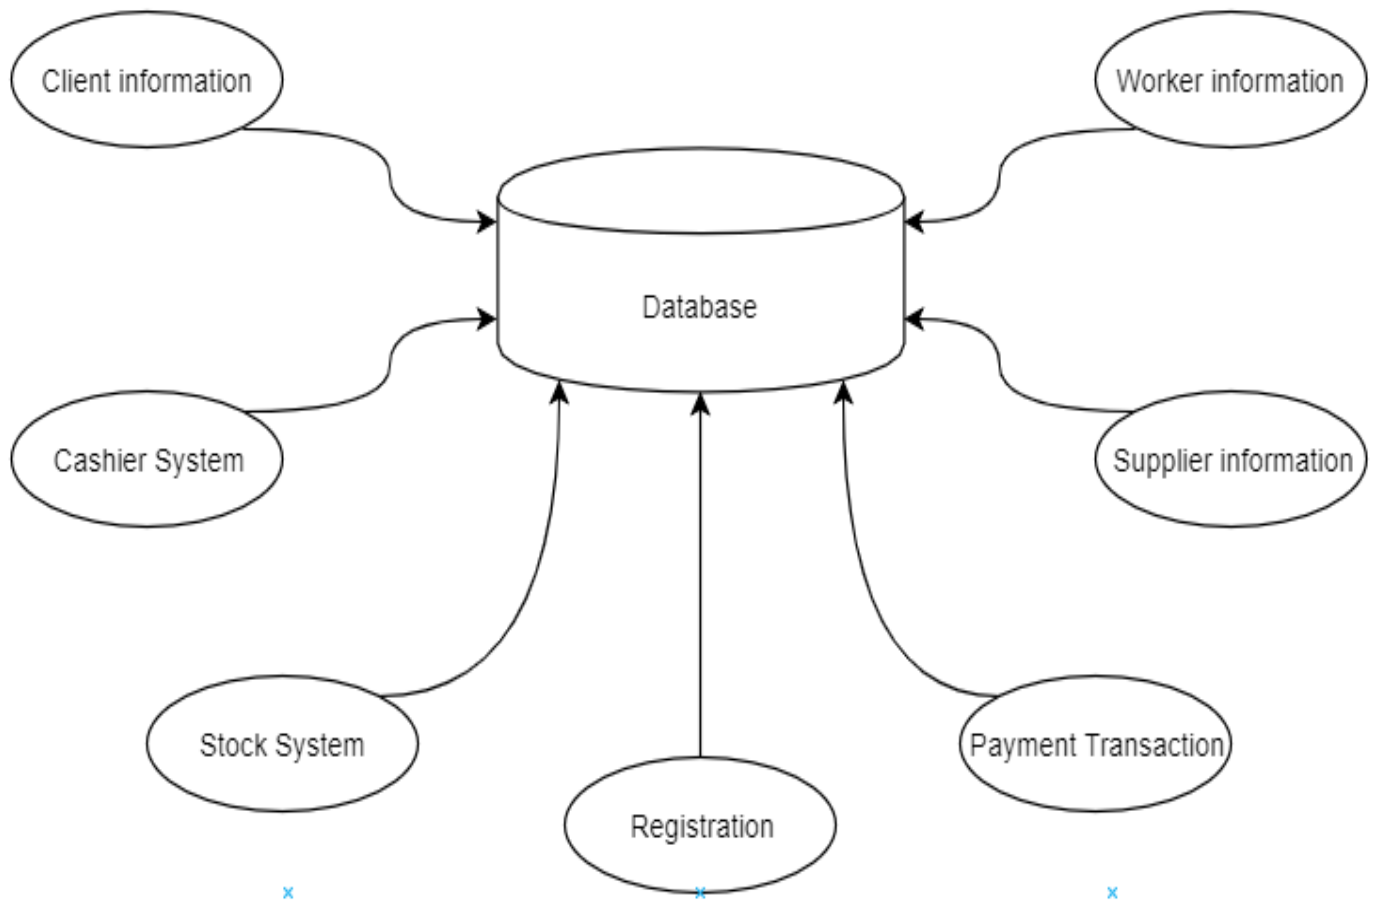 Client information
Worker information
Database
Cashier System
Supplier information
Stock System
Payment Transaction
Registration